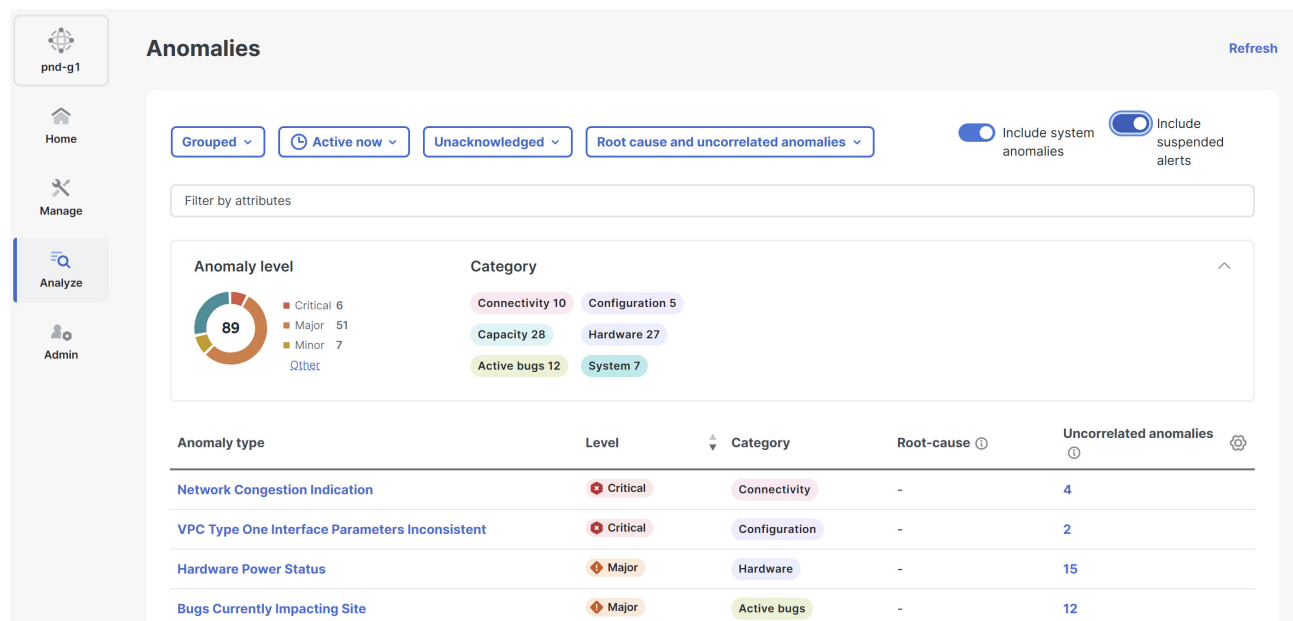 pnd-g1
Home
Manage
Analyze
Admin
Anomalies
Refresh
Grouped
Active now
Unacknowledged
Root cause and uncorrelated anomalies
Include system
anomalies
Include
suspended
alerts
Filter by attributes
Anomaly level
89
Critical 6
Major 51
Minor 7
Other
Category
Connectivity 10 Configuration 5
Capacity 28 Hardware 27
Active bugs 12 System 7
Anomaly type Level Category Root-cause Uncorrelated anomalies
Network Congestion Indication Critical Connectivity - 4
VPC Type One Interface Parameters Inconsistent Critical Configuration - 2
Hardware Power Status Major Hardware - 15
Bugs Currently Impacting Site Major Active bugs - 12